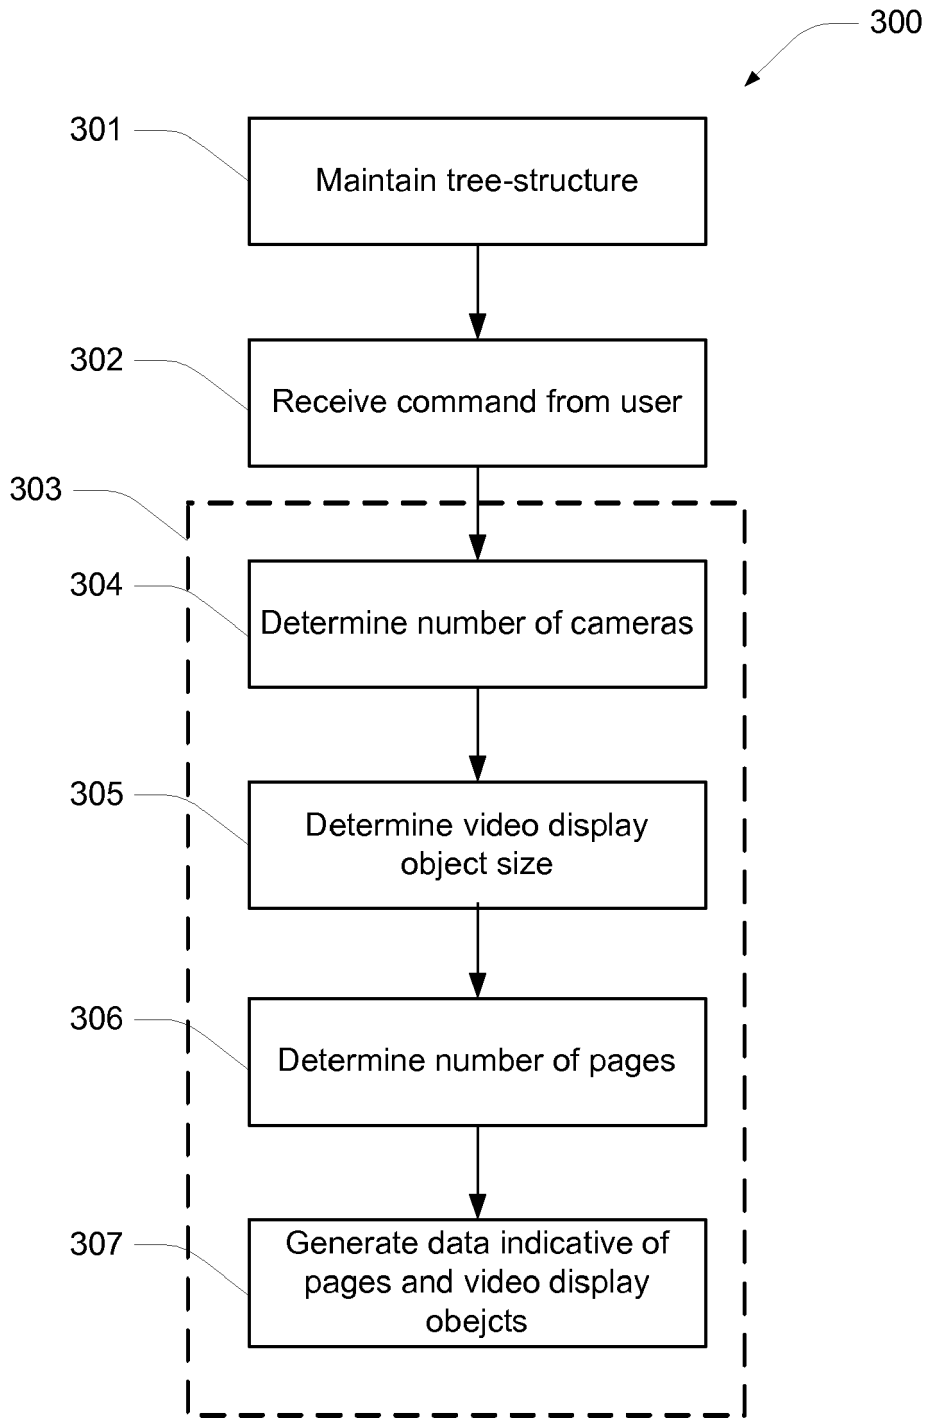 300
301
Maintain tree-structure
302
Receive command from user
303
304
Determine number of cameras
305
Determine video display
object size
306
Determine number of pages
307
Generate data indicative of
pages and video display
obejcts